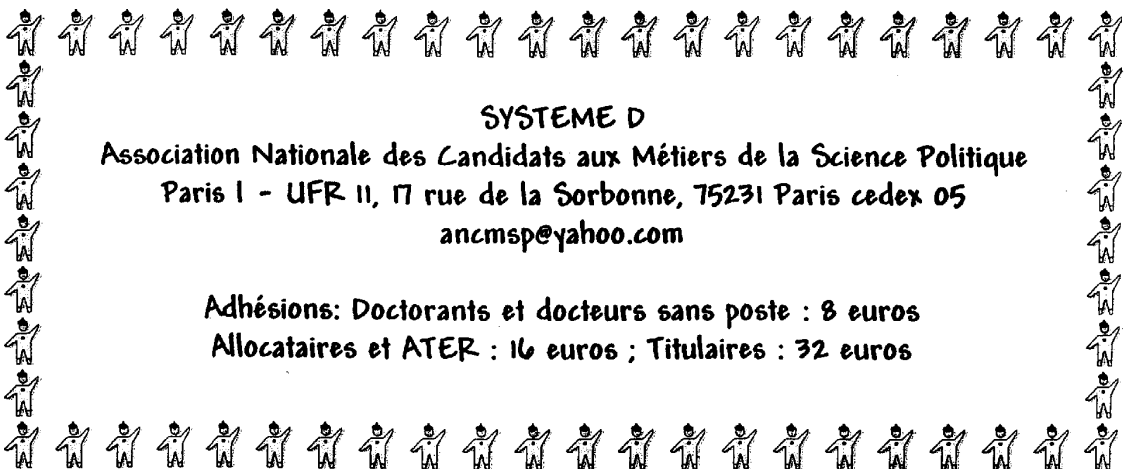 SYSTEME D
Association Nationale des Candidats aux Métiers de la Science Politique
Paris I - UFR 11, 17 rue de la Sorbonne, 75231 Paris cedex 05
ancmsp@yahoo.com
Adhésions: Doctorants et docteurs sans poste : 8 euros
Allocataires et ATER : 16 euros ; Titulaires : 32 euros